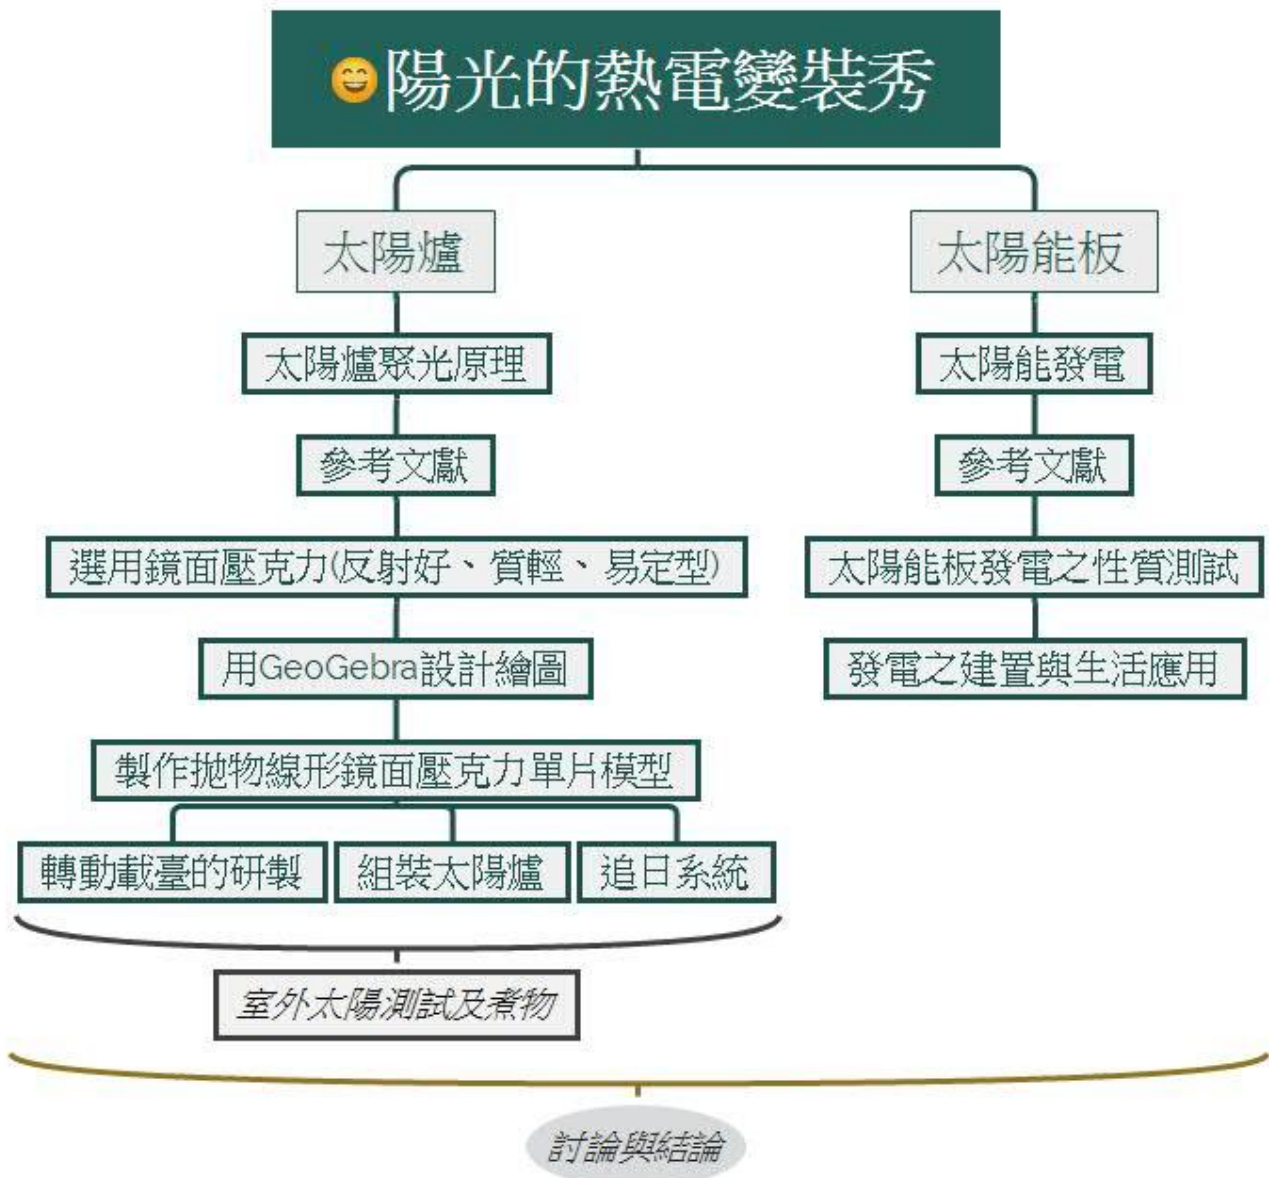 😄陽光的熱電變裝秀
太陽爐
太陽爐聚光原理
參考文獻
選用鏡面壓克力(反射好、質輕、易定型)
用GeoGebra設計繪圖
製作拋物線形鏡面壓克力單片模型
轉動載臺的研製
組裝太陽爐
追日系統
室外太陽測試及煮物
太陽能板
太陽能發電
參考文獻
太陽能板發電之性質測試
發電之建置與生活應用
討論與結論